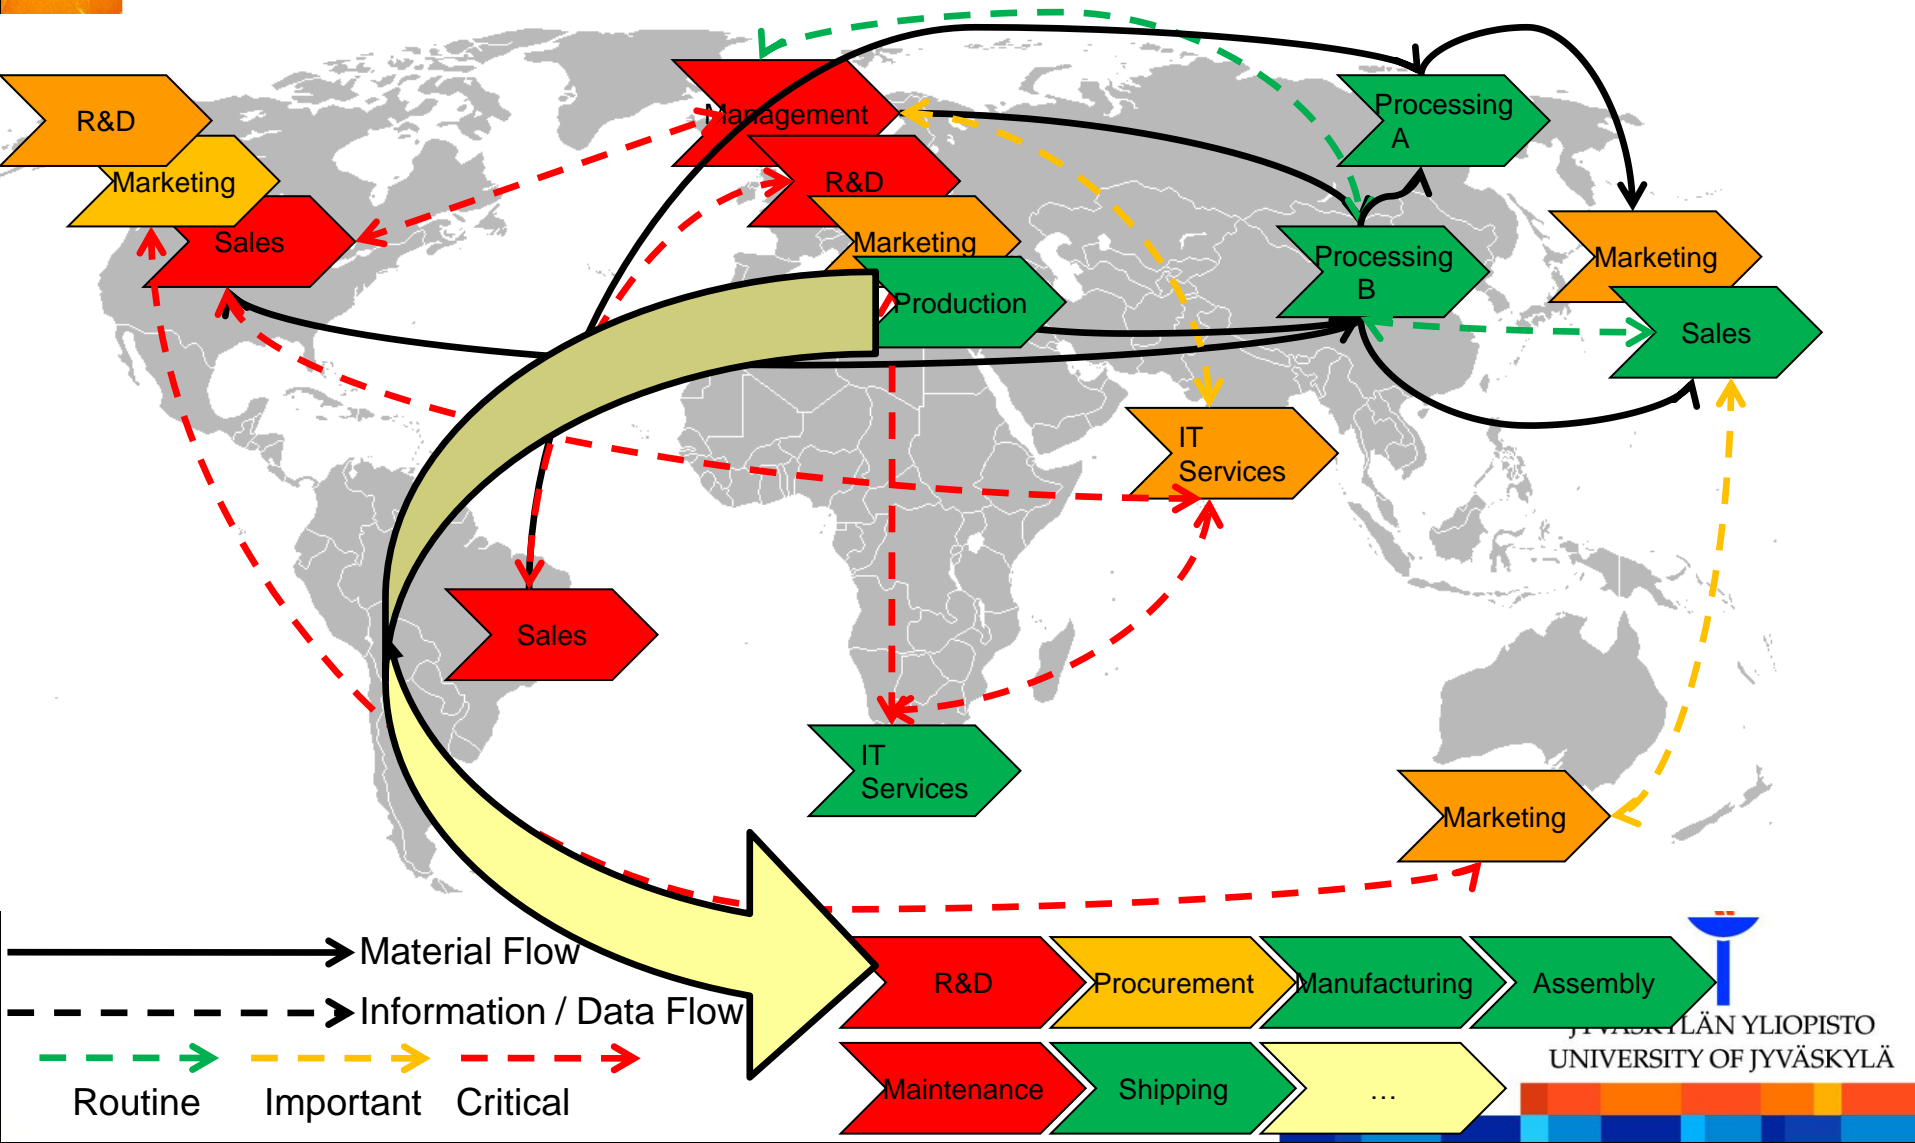 R&D
Marketing
Sales
Management
R&D
Marketing
Production
Processing
A
Processing
B
Marketing
Sales
IT
Services
Sales
IT
Services
Marketing
Material Flow
Information / Data Flow
Routine
Important
Critical
R&D
Procurement
Manufacturing
Assembly
Maintenance
Shipping
...
YLIOPISTO
UNIVERSITY OF JYVÄSKYLÄ